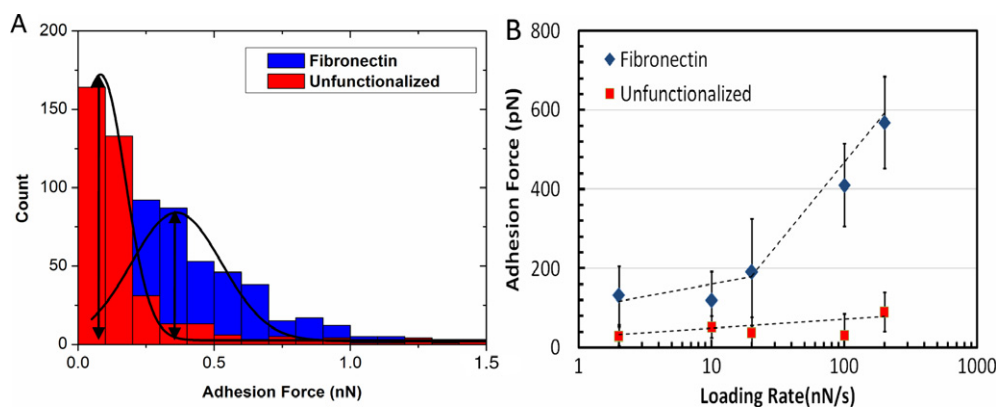 A
200
150
100
50
0
Count
Fibronectin
Unfunctionalized
0.0 0.5 1.0 1.5
Adhesion Force (nN)
B
800
600
400
200
0
Adhesion Force (pN)
Fibronectin
Unfunctionalized
1 10 100 1000
Loading Rate(nN/s)